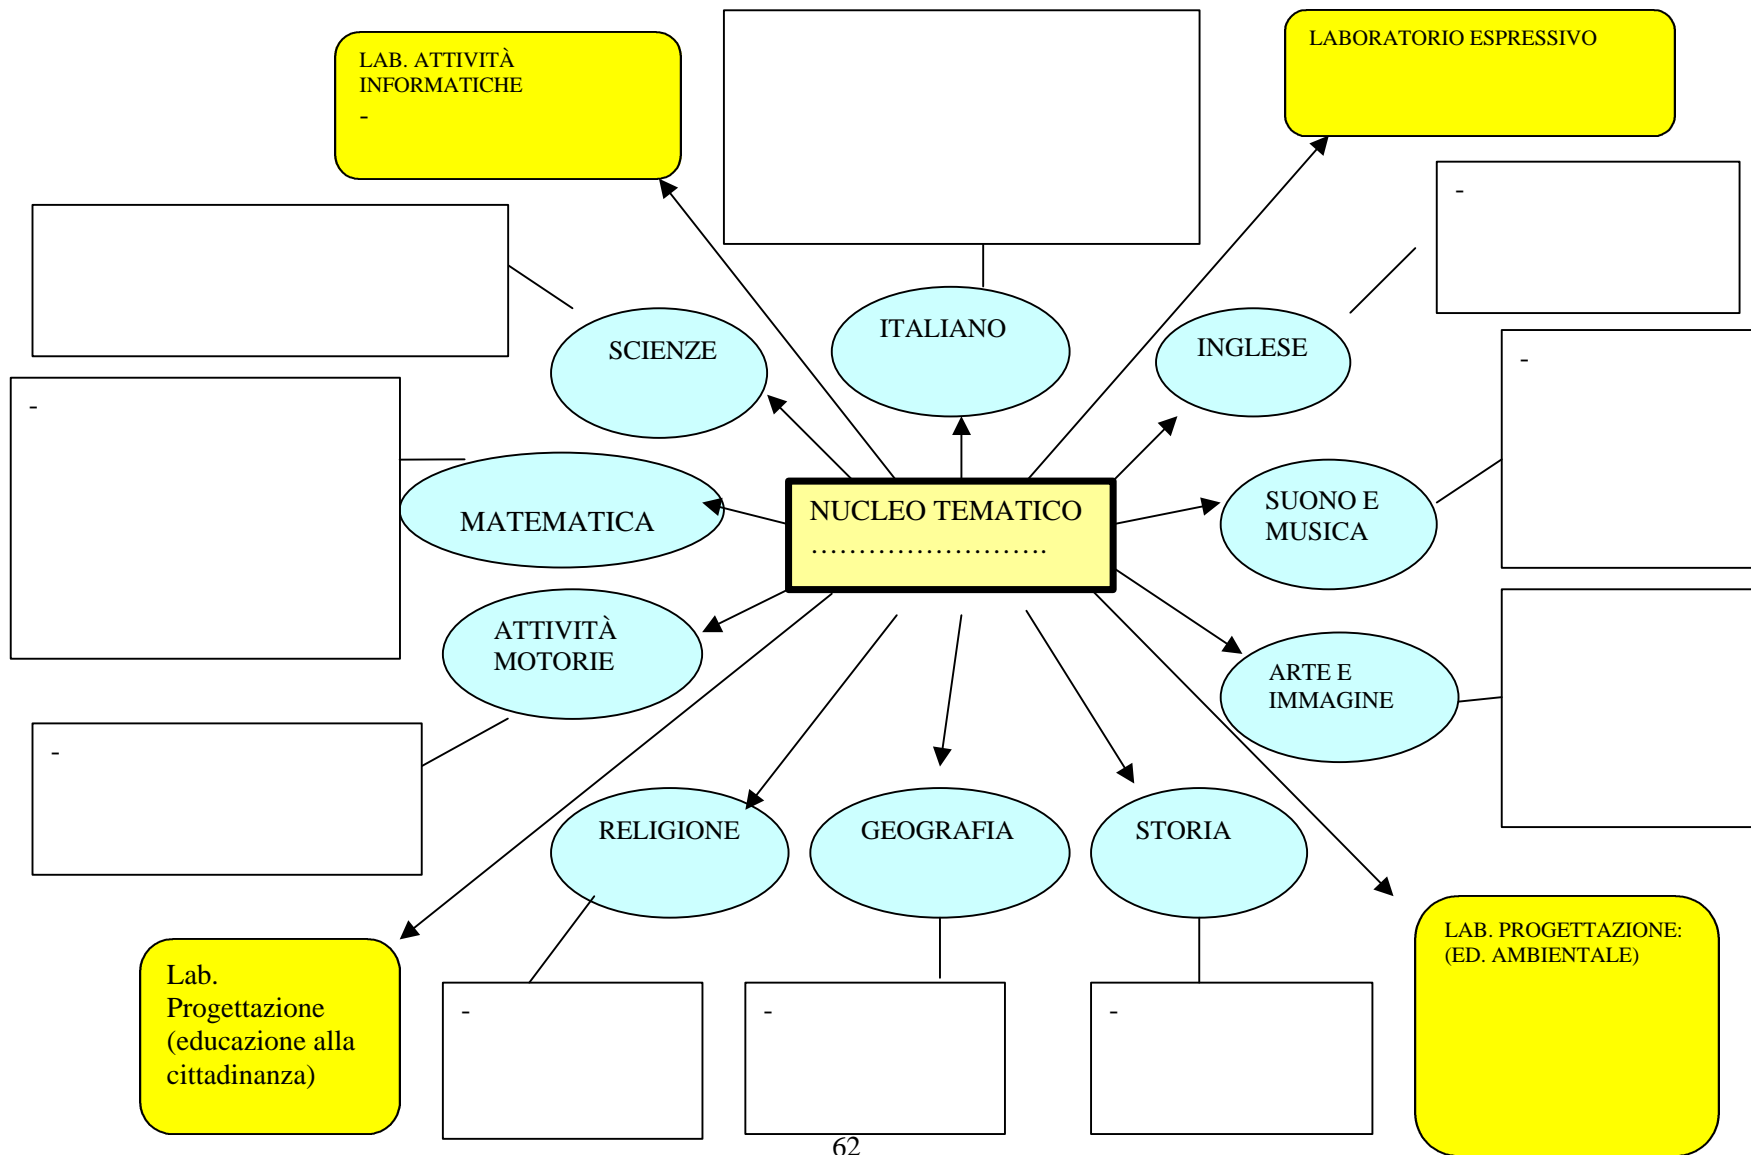 LAB. ATTIVITÀ
INFORMATICHE
-
LABORATORIO ESPRESSIVO
-
ITALIANO
INGLESE
SCIENZE
-
-
MATEMATICA
NUCLEO TEMATICO
……………………….
SUONO E
MUSICA
ATTIVITÀ
MOTORIE
ARTE E
IMMAGINE
-
RELIGIONE
GEOGRAFIA
STORIA
LAB. PROGETTAZIONE:
(ED. AMBIENTALE)
Lab.
Progettazione
(educazione alla
cittadinanza)
-
-
-
62